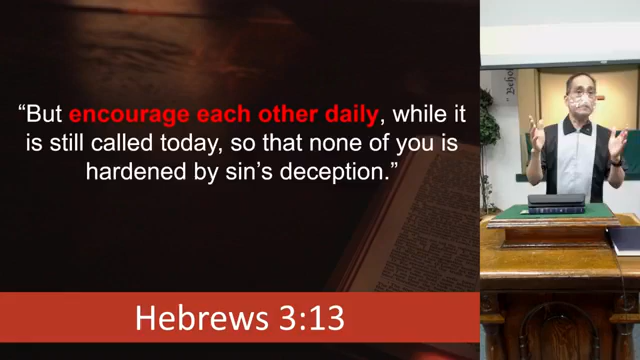 “But encourage each other daily, while it
is still called today, so that none of you is
hardened by sin’s deception.”
Hebrews 3:13